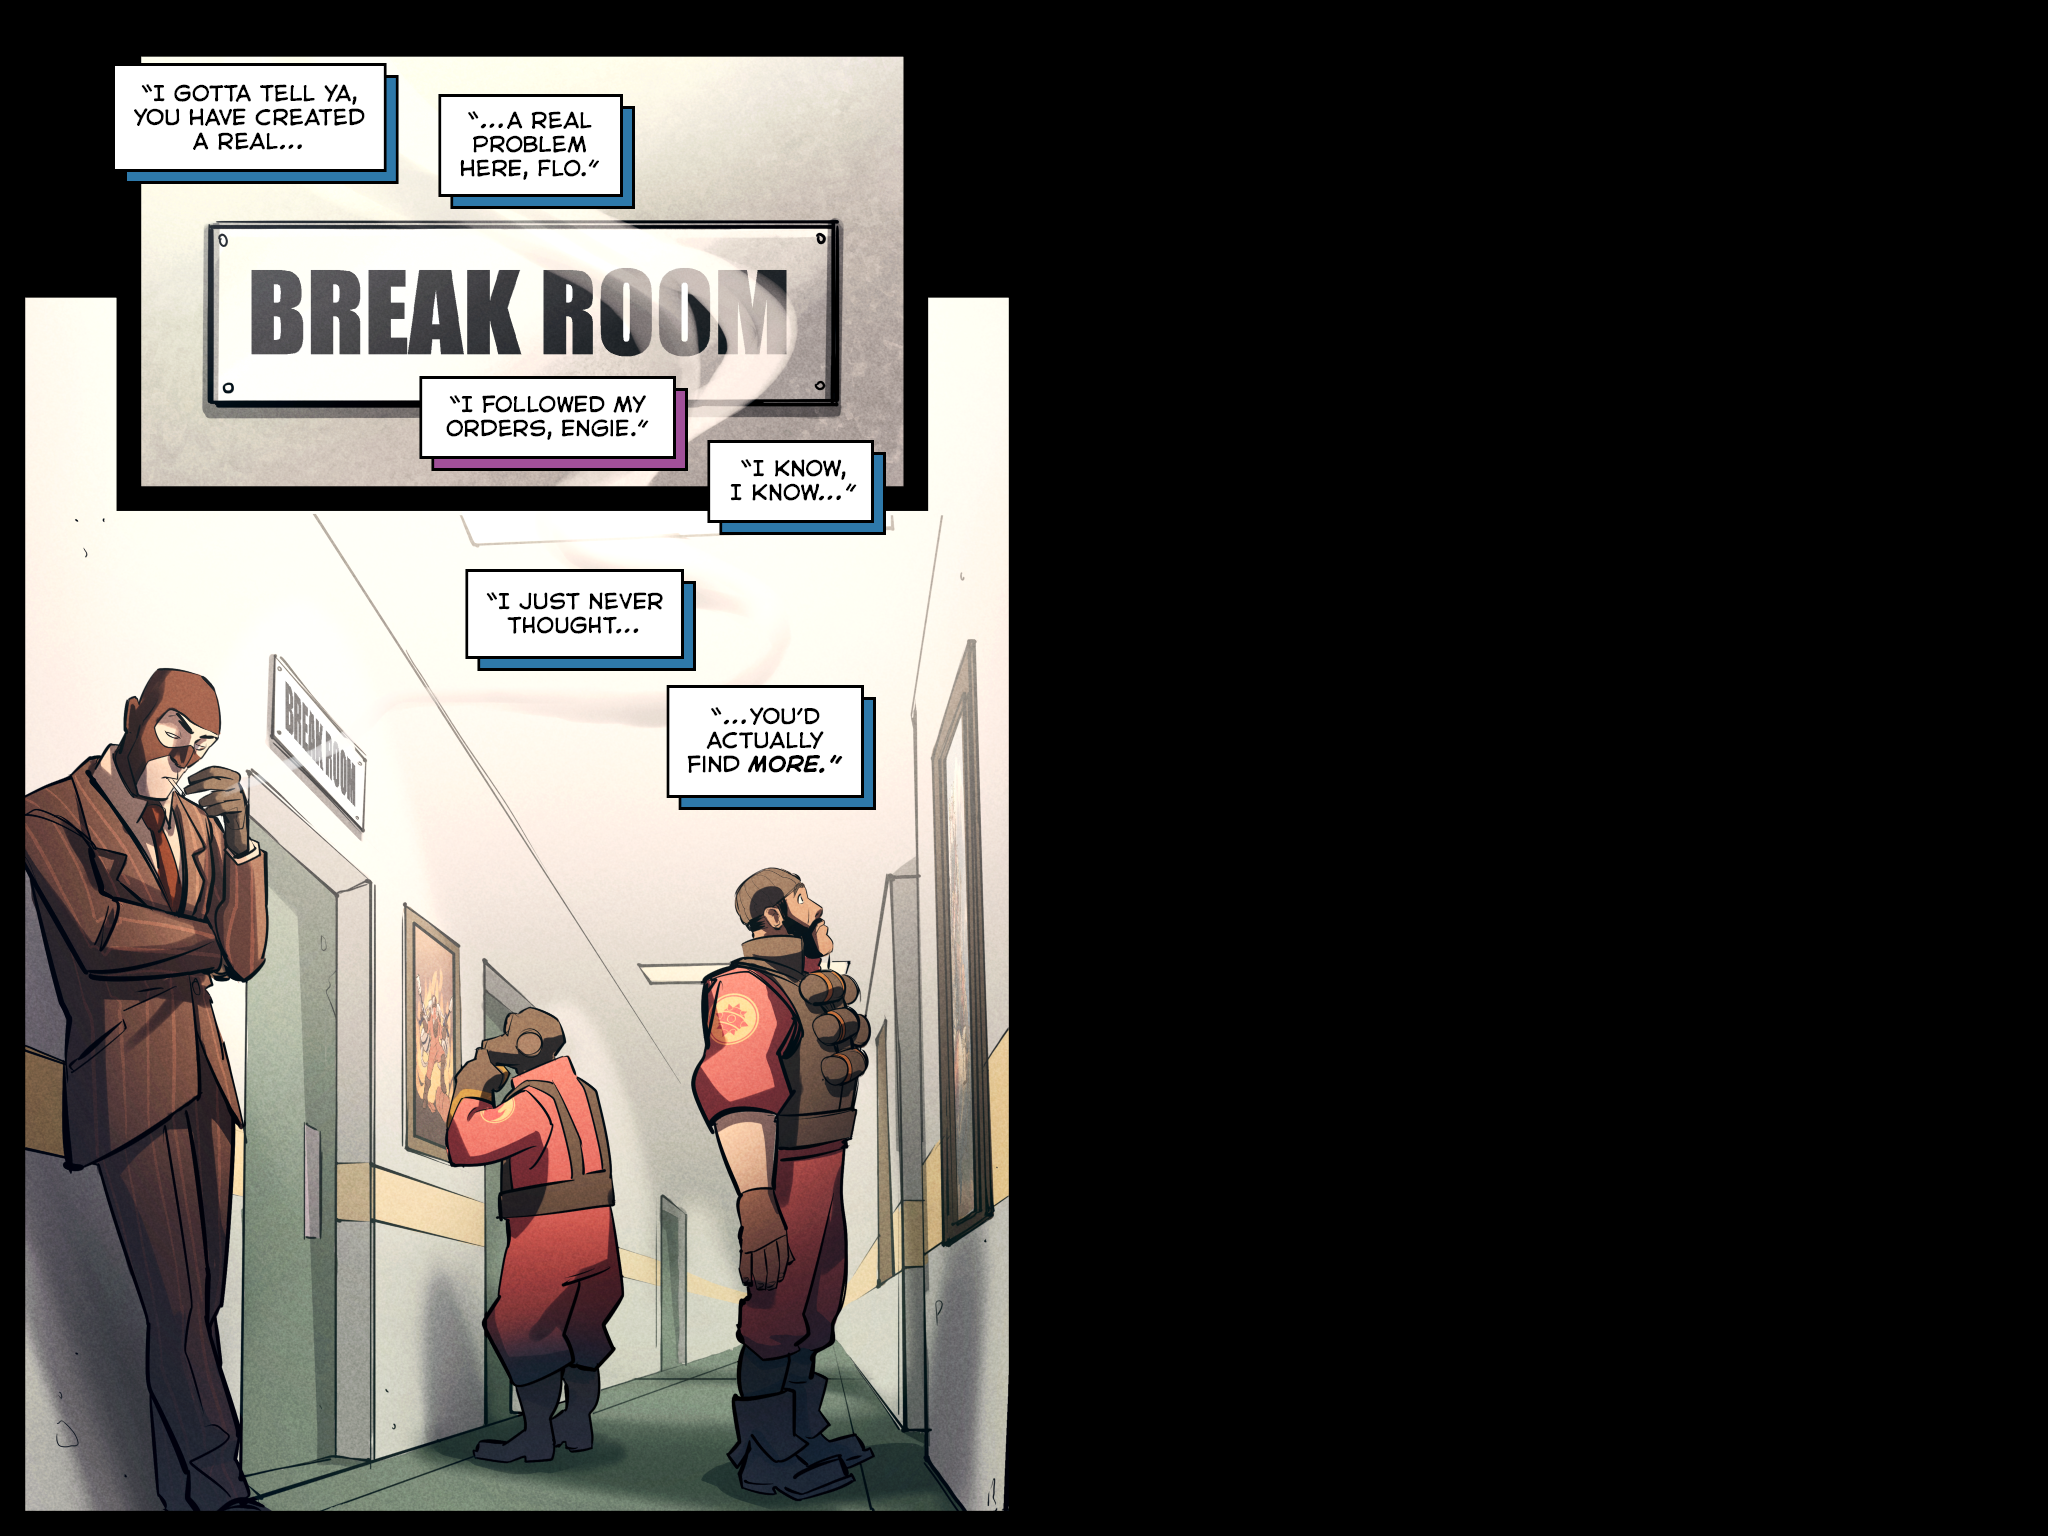 “I GOTTA TELL YA,
YOU HAVE CREATED
A REAL...
“...A REAL
PROBLEM
HERE, FLO.”
BREAK ROOM
“I FOLLOWED MY
ORDERS, ENGIE.”
“I KNOW,
I KNOW...”
“I JUST NEVER
THOUGHT...
“...YOU’D
ACTUALLY
FIND MORE.”
BREAK ROOM